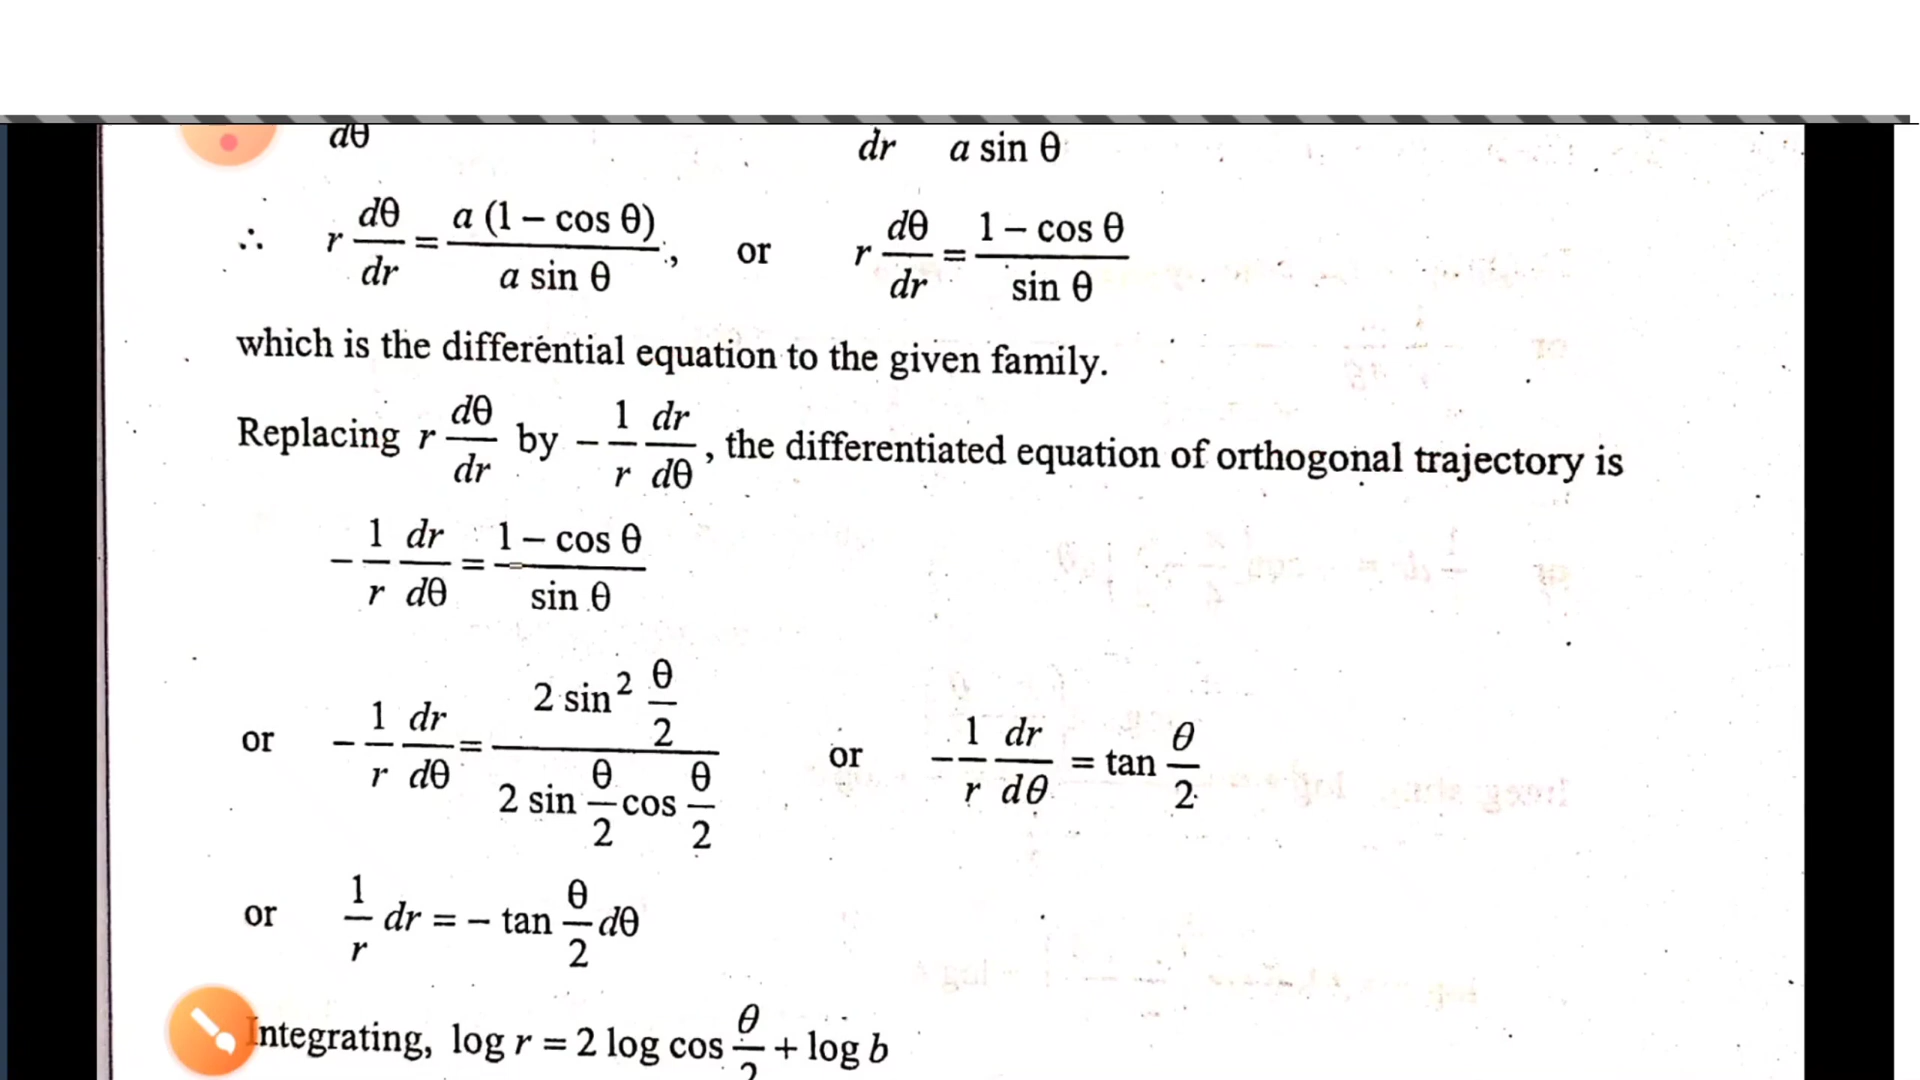 dθ dr a sin θ
∴ r dθ/dr = a (1 – cos θ)/a sin θ, or r dθ/dr = 1 – cos θ/sin θ
which is the differential equation to the given family.
Replacing r dθ/dr by – 1/r dr/dθ, the differentiated equation of orthogonal trajectory is
– 1/r dr/dθ = 1 – cos θ/sin θ
or – 1/r dr/dθ = 2 sin² θ/2 / 2 sin θ/2 cos θ/2 or – 1/r dr/dθ = tan θ/2
or 1/r dr = – tan θ/2 dθ
Integrating, log r = 2 log cos θ/2 + log b